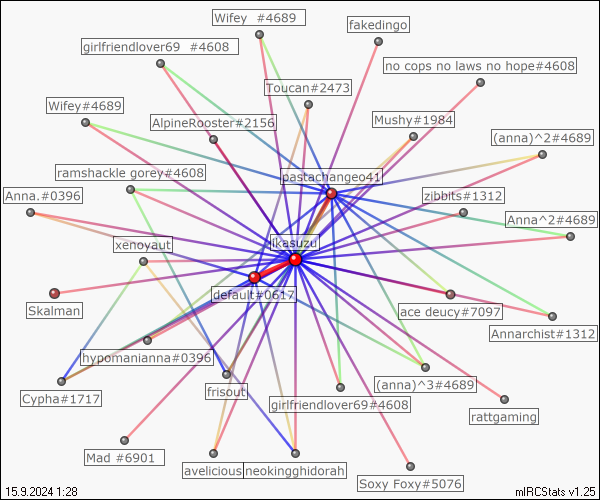 Wifey #4689
fakedingo
girlfriendlover69 #4608
no cops no laws no hope#4608
Toucan#2473
Wifey#4689
AlpineRooster#2156
Mushy#1984
(anna)^2#4689
ramshackle gorey#4608
pastachangeo41
Anna.#0396
zibbits#1312
Anna^2#4689
xenoyaut
ikasuzu
default#0617
Skalman
ace deucy#7097
Annarchist#1312
hypomanianna#0396
Cypha#1717
frisout
girlfriendlover69#4608
(anna)^3#4689
rattgaming
Mad #6901
avelicious
neokingghidorah
Soxy Foxy#5076
15.9.2024 1:28
mIRCStats v1.25